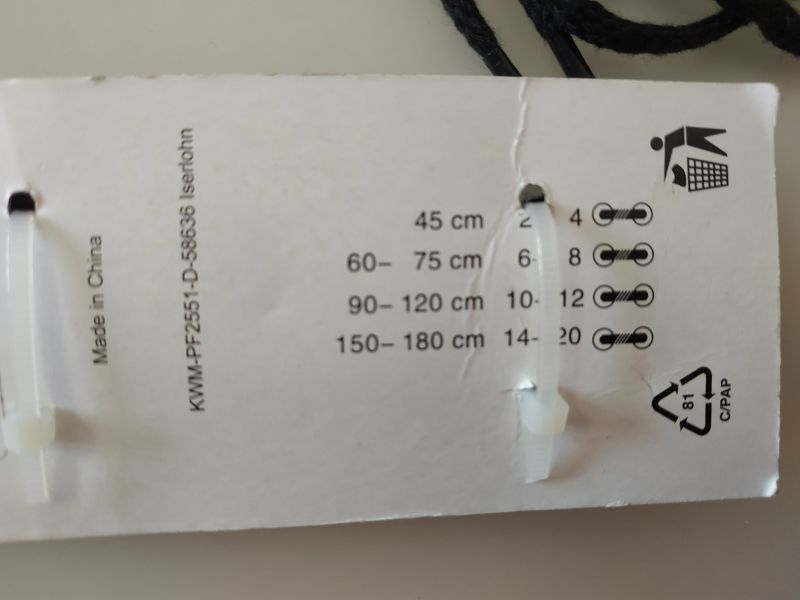 45 cm 2 4
60– 75 cm 6- 8
90– 120 cm 10- 12
150– 180 cm 14- 20
Made in China
KWM-PF2551-D-58636 Iserlohn
81
C/PAP